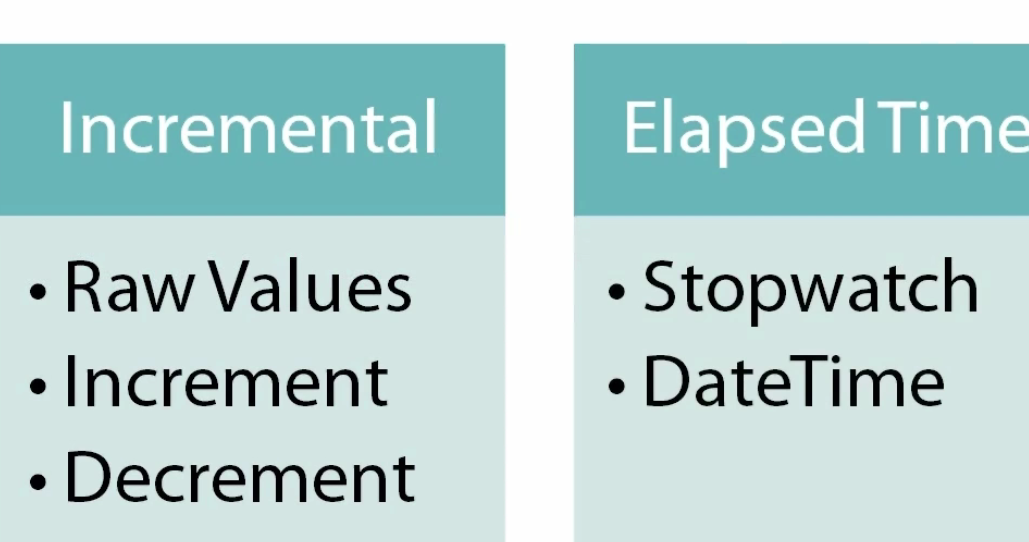 Incremental
• Raw Values
• Increment
• Decrement
Elapsed Time
• Stopwatch
• DateTime